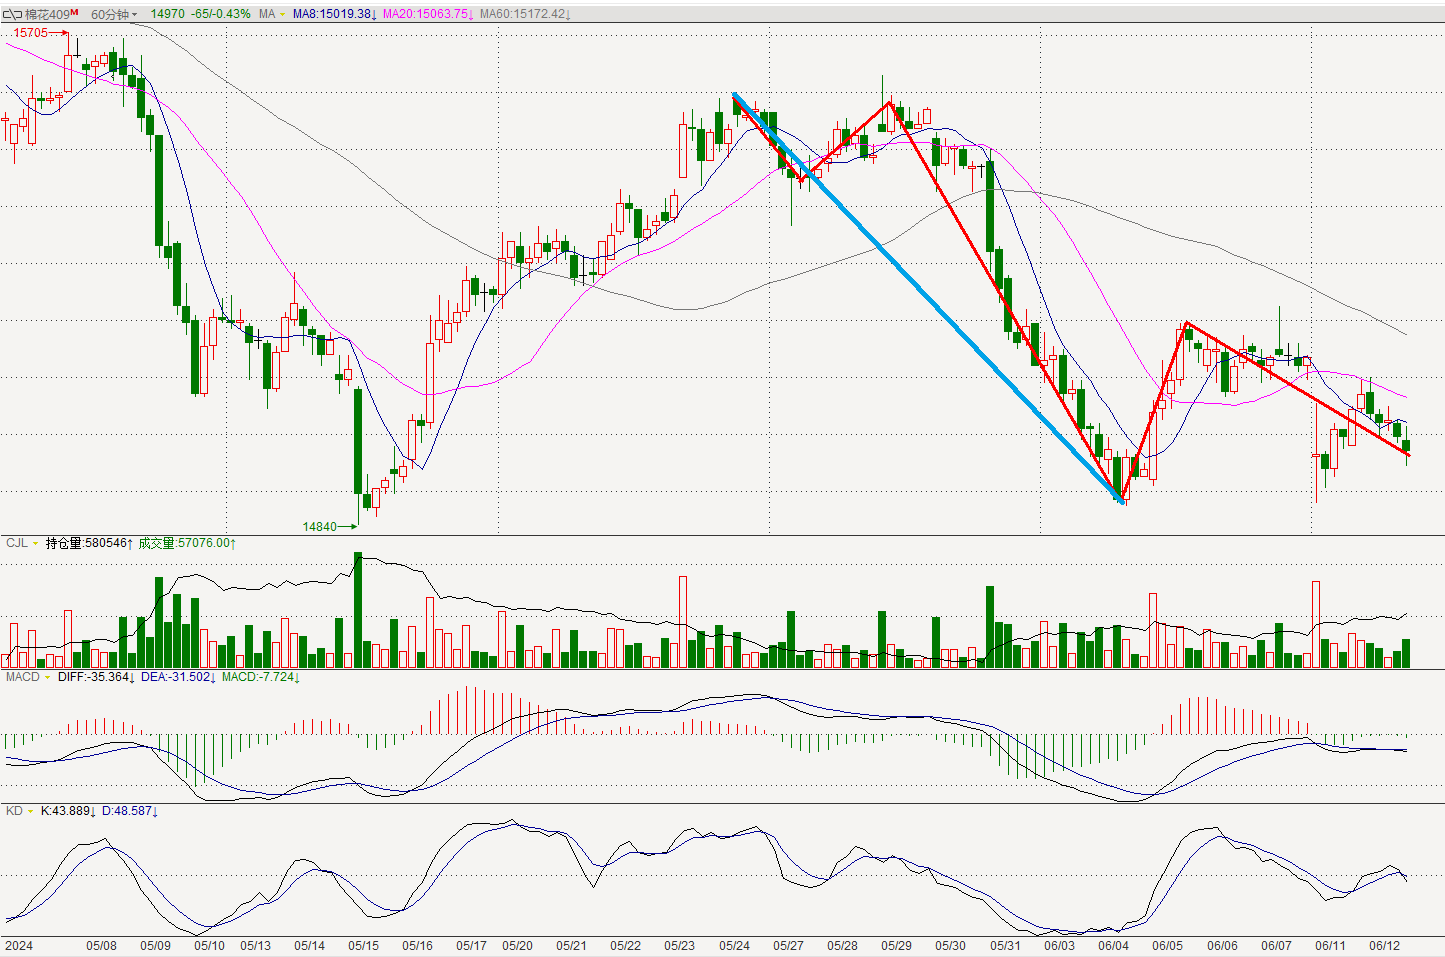 棉花409M 60分钟 14970 -65/-0.43% MA MA8:15019.38↓ MA20:15063.75↓ MA60:15172.42↓
15705
14840
CJL 持仓量:580546↑ 成交量:57076.00↑
MACD DIFF:-35.364↓ DEA:-31.502↓ MACD:-7.724↓
KD K:43.889↓ D:48.587↓
2024 05/08 05/09 05/10 05/13 05/14 05/15 05/16 05/17 05/20 05/21 05/22 05/23 05/24 05/27 05/28 05/29 05/30 05/31 06/03 06/04 06/05 06/06 06/07 06/11 06/12